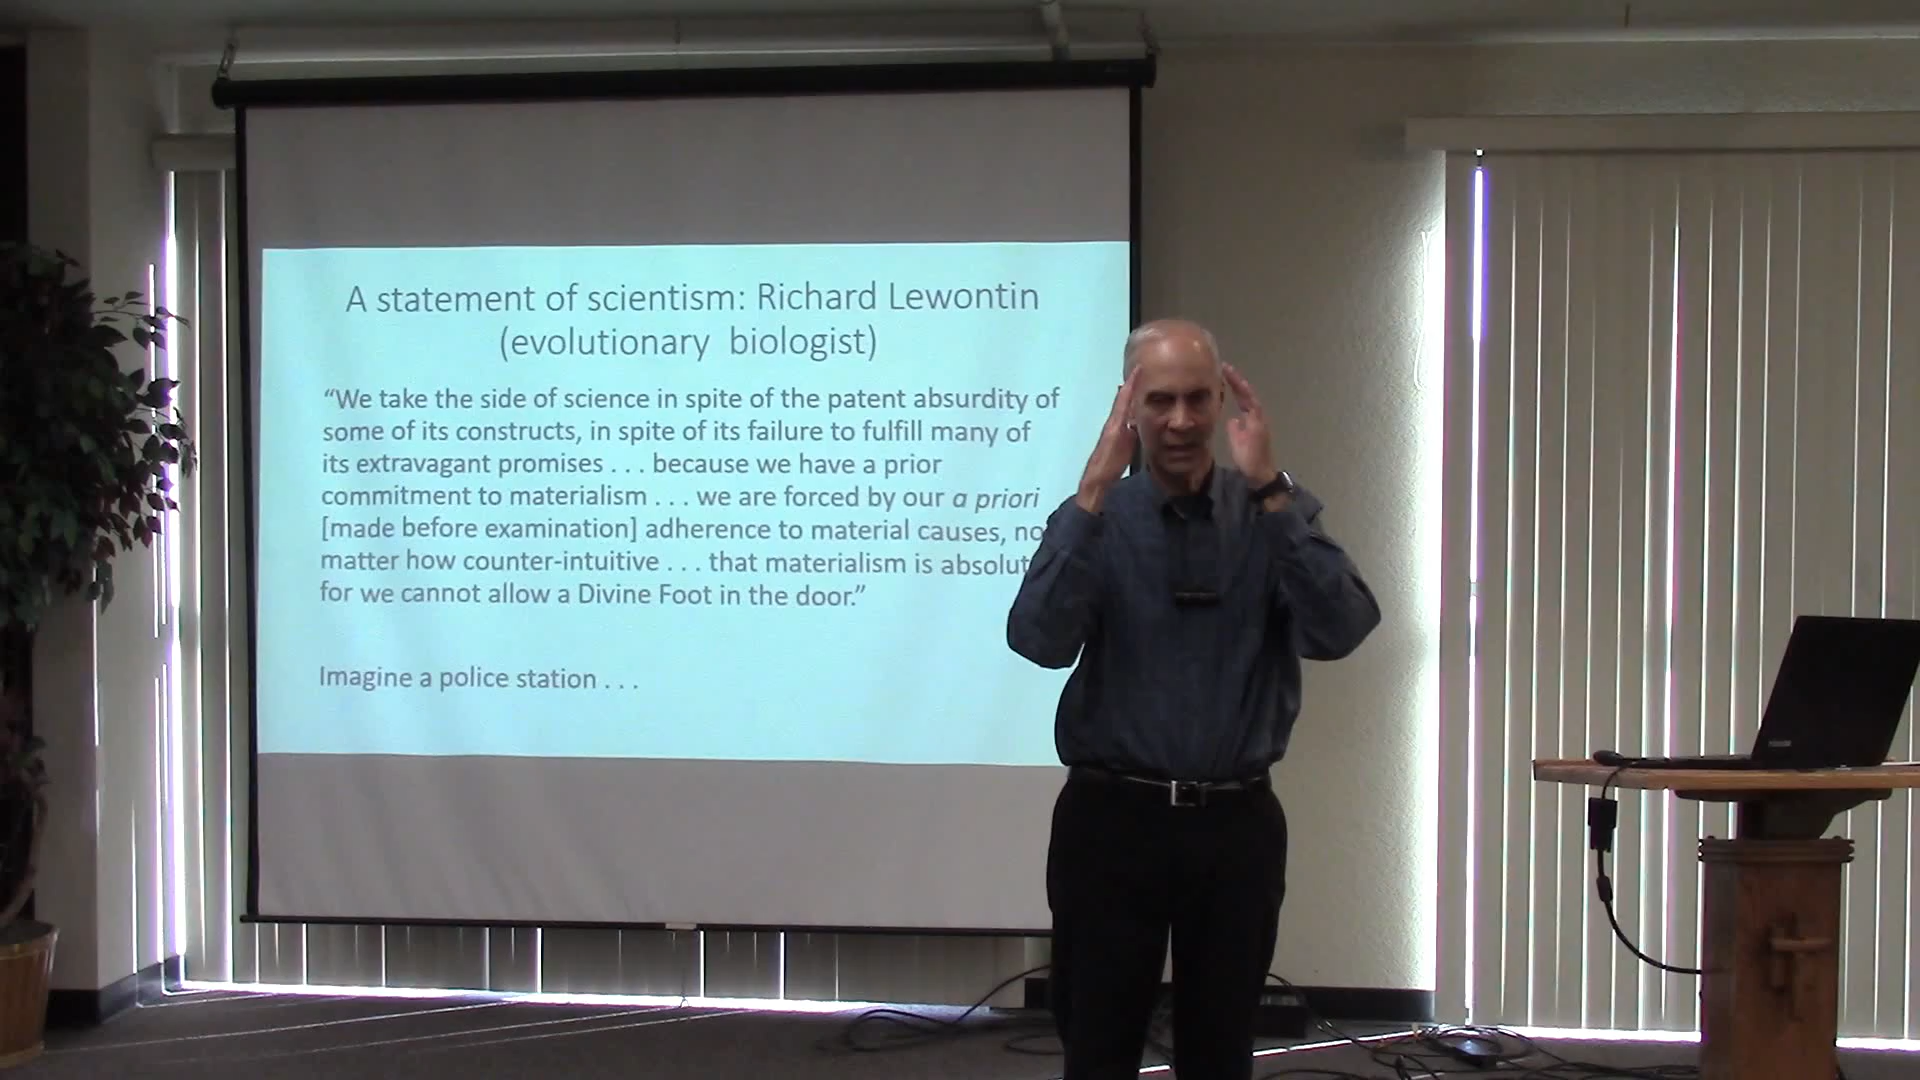 A statement of scientism: Richard Lewontin
(evolutionary biologist)
“We take the side of science in spite of the patent absurdity of
some of its constructs, in spite of its failure to fulfill many of
its extravagant promises . . . because we have a prior
commitment to materialism . . . we are forced by our a priori
[made before examination] adherence to material causes, no
matter how counter-intuitive . . . that materialism is absolut
for we cannot allow a Divine Foot in the door.”
Imagine a police station . . .